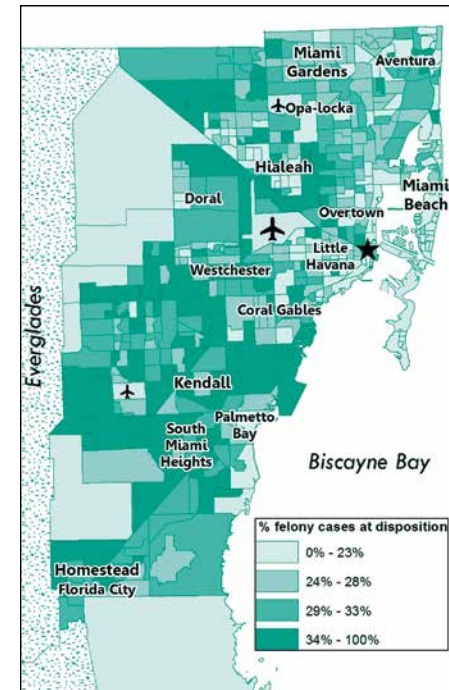 Miami
Gardens
Aventura
Opa-locka
Hialeah
Miami
Beach
Doral
Overtown
Little
Havana
Westchester
Coral Gables
Everglades
Kendall
Palmetto
Bay
South
Miami
Heights
Biscayne Bay
Homestead
Florida City
% felony cases at disposition
0% - 23%
24% - 28%
29% - 33%
34% - 100%